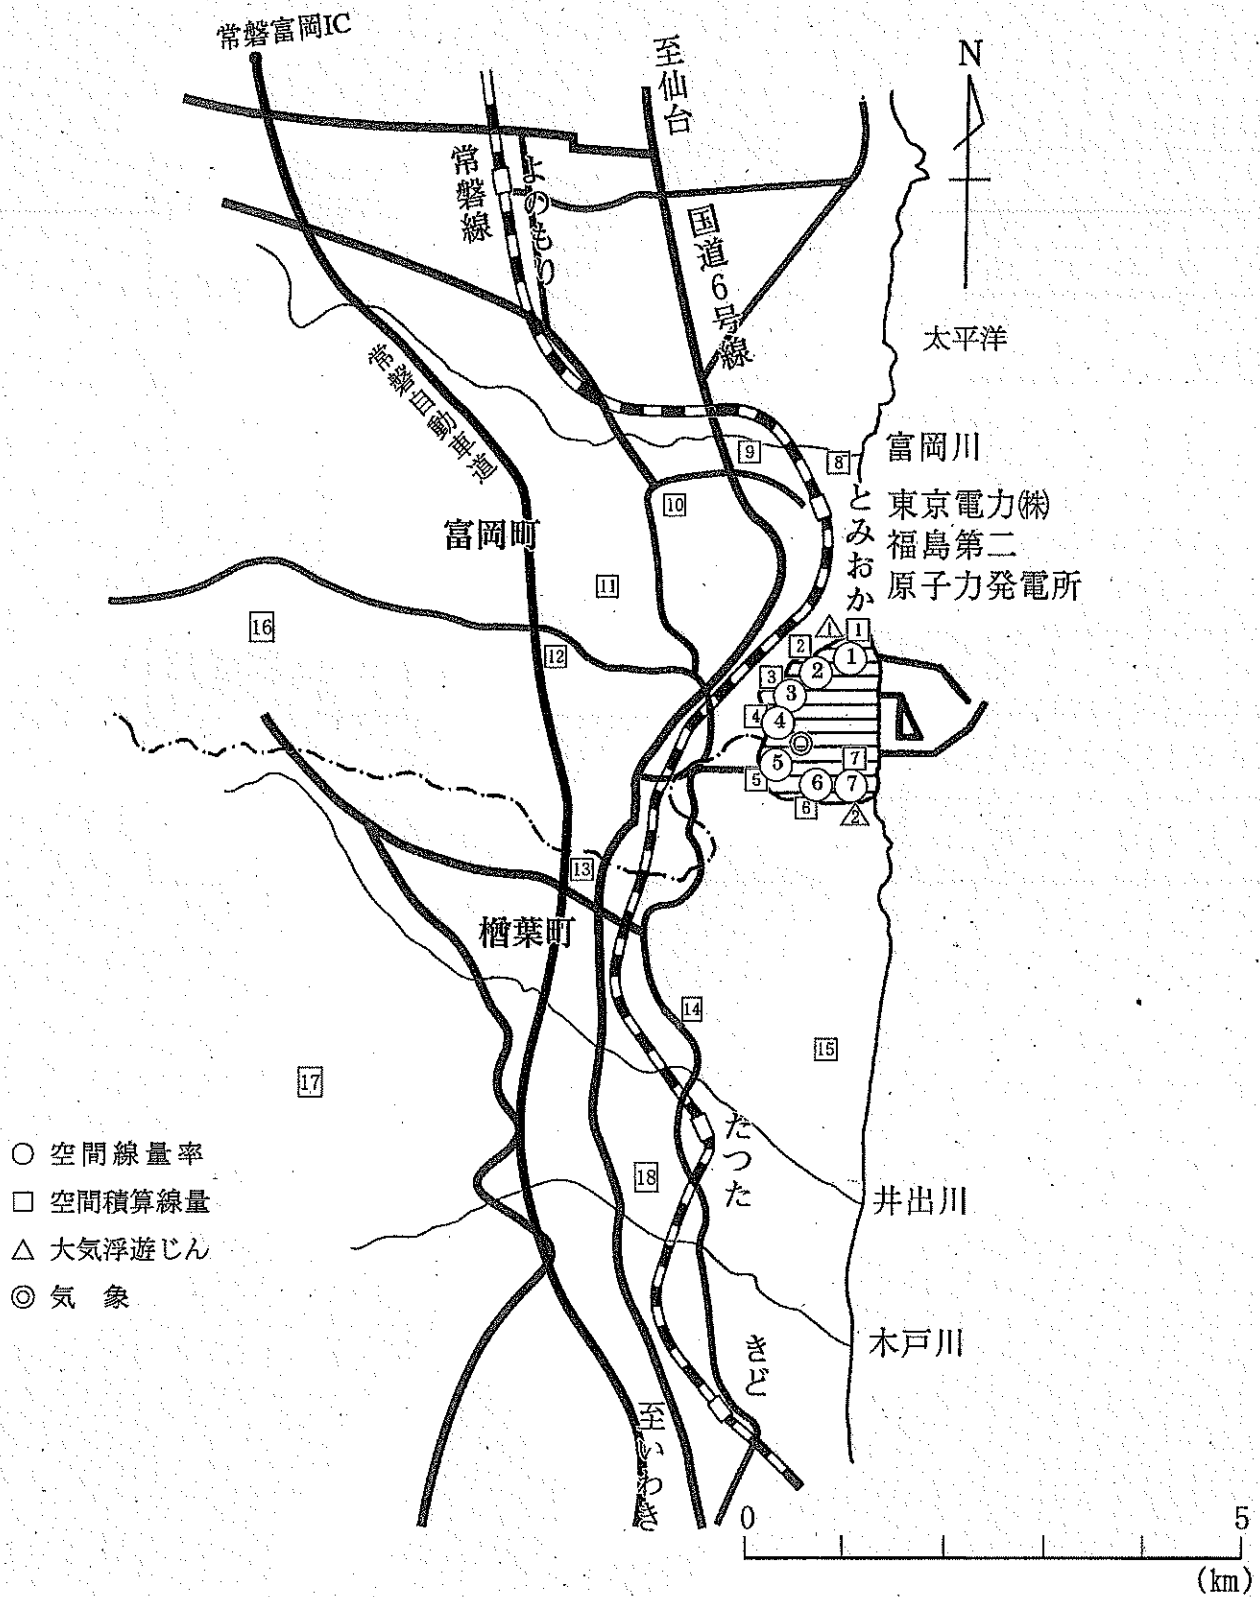 常磐富岡IC
至仙台
N
常磐線
よのもり
国道6号線
太平洋
常磐自動車道
富岡川
9
8
とみおか
東京電力㈱
福島第二
原子力発電所
10
富岡町
11
16
12
1
1
2
1
2
3
3
4
4
5
5
7
6
7
6
2
13
楢葉町
14
15
17
たつた
18
○ 空間線量率
□ 空間積算線量
△ 大気浮遊じん
◎ 気 象
井出川
木戸川
きど
至いわき
0
5
(km)